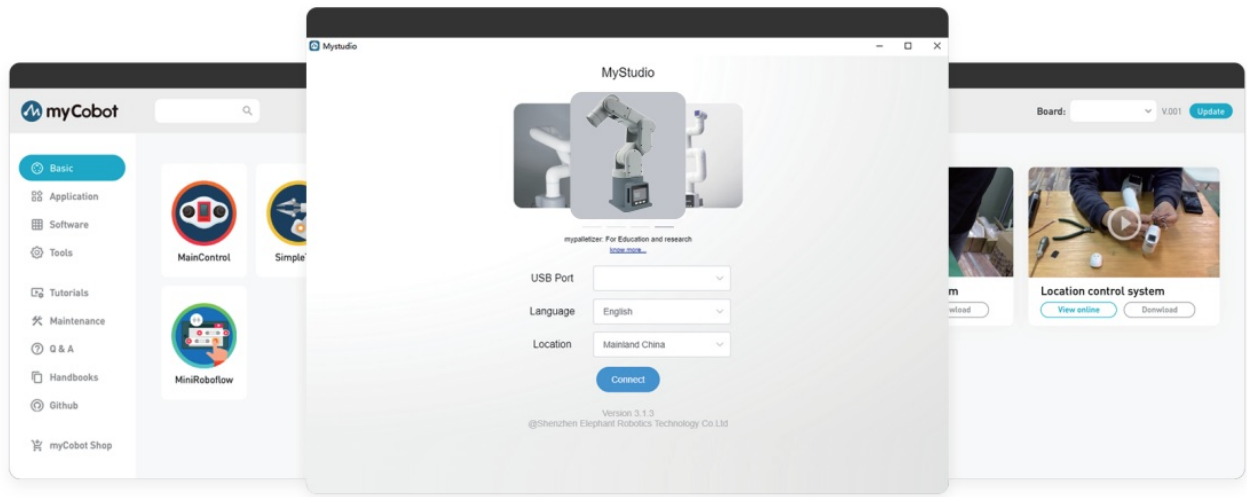 Mystudio
MyStudio
mypalletizer: For Education and research
know more...
USB Port
Language
English
Location
Mainland China
Connect
Version 3.1.3
@Shenzhen Elephant Robotics Technology Co.Ltd
myCobot
Basic
Application
Software
Tools
Tutorials
Maintenance
Q & A
Handbooks
Github
myCobot Shop
MainControl
Simple
MiniRoboflow
Board:
V.001
Update
m
wload
Location control system
View online
Donwload